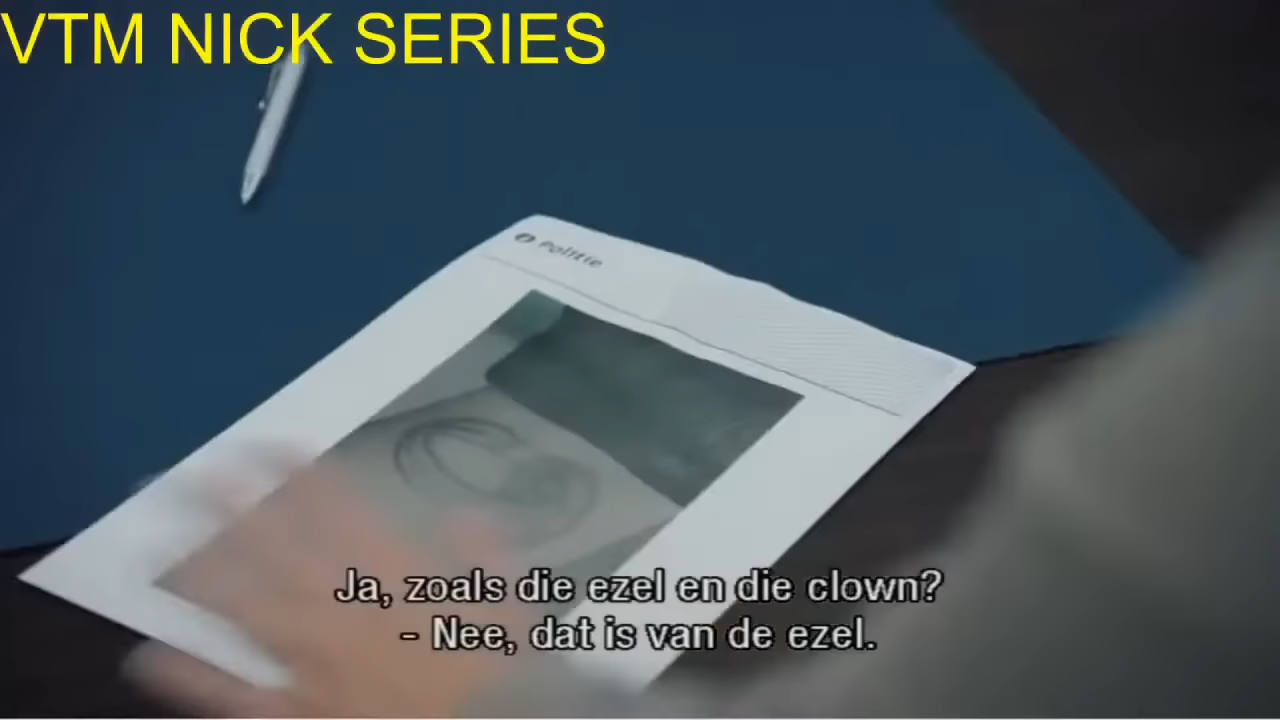 VTM NICK SERIES
Politie
Ja, zoals die ezel en die clown?
- Nee, dat is van de ezel.